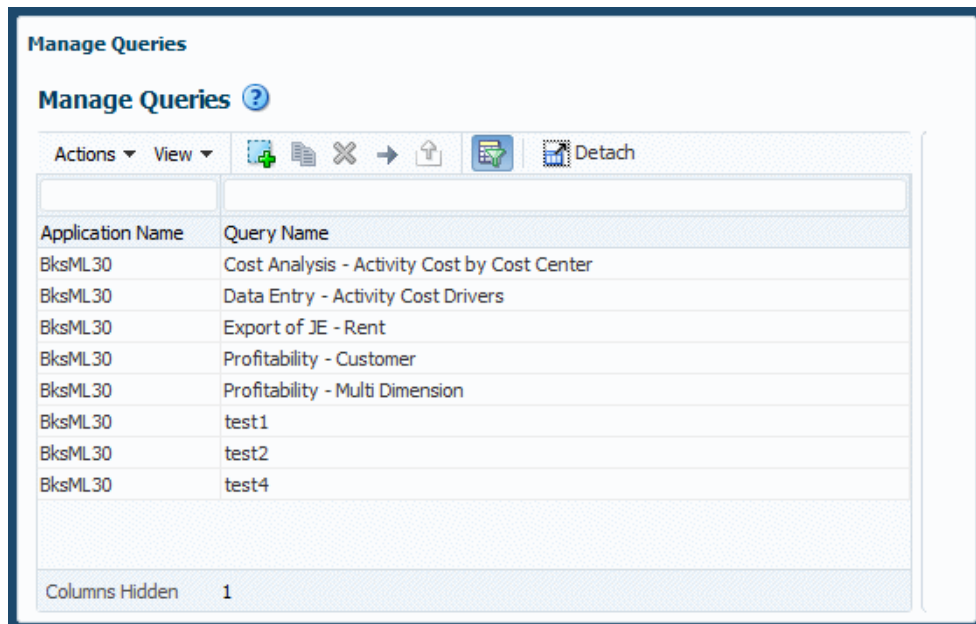 Manage Queries
Manage Queries ?
Actions View Detach
Application Name Query Name
BksML30 Cost Analysis - Activity Cost by Cost Center
BksML30 Data Entry - Activity Cost Drivers
BksML30 Export of JE - Rent
BksML30 Profitability - Customer
BksML30 Profitability - Multi Dimension
BksML30 test1
BksML30 test2
BksML30 test4
Columns Hidden 1